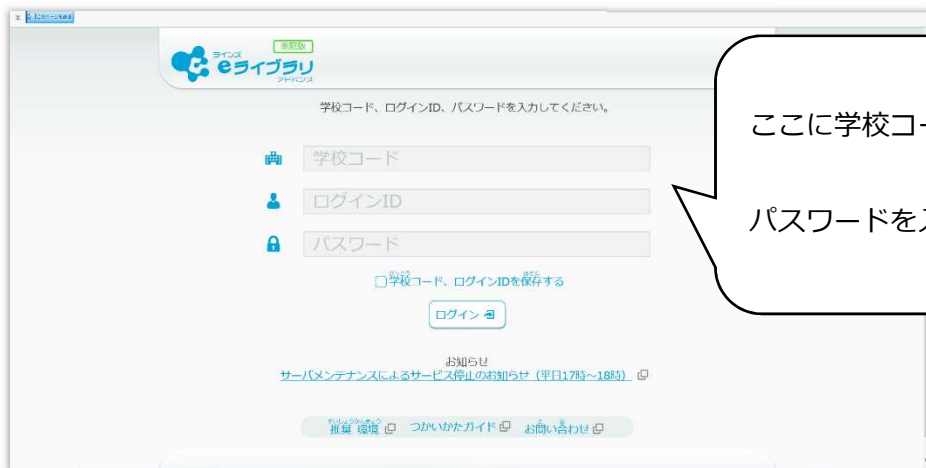 家庭版
ラインズ
eライブラリ
アドバンス
学校コード、ログインID、パスワードを入力してください。
ここに学校コー
学校コード
ログインID
パスワードを
パスワード
学校コード、ログインIDを保存する
ログイン
お知らせ
サーバメンテナンスによるサービス停止のお知らせ（平日17時～18時）
推奨環境 つかいかたガイド お問い合わせ